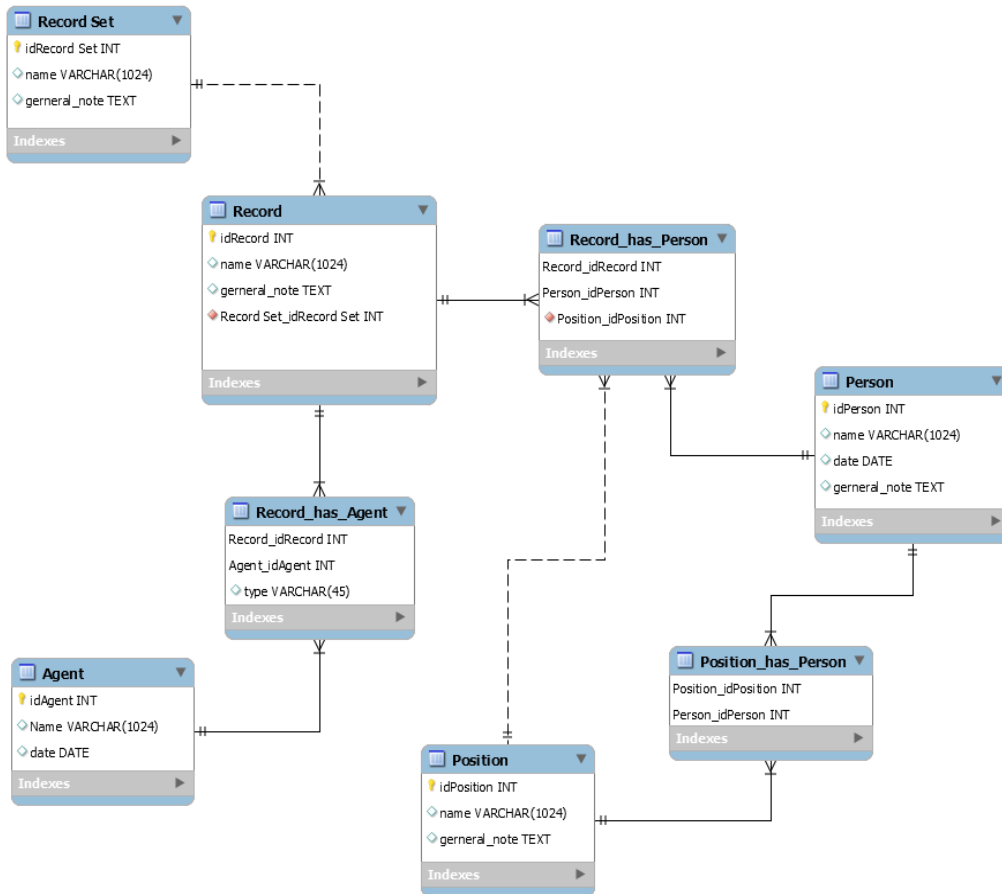 Record Set
idRecord Set INT
name VARCHAR(1024)
gerneral_note TEXT
Indexes
Record
idRecord INT
name VARCHAR(1024)
gerneral_note TEXT
Record Set_idRecord Set INT
Indexes
Record_has_Person
Record_idRecord INT
Person_idPerson INT
Position_idPosition INT
Indexes
Person
idPerson INT
name VARCHAR(1024)
date DATE
gerneral_note TEXT
Indexes
Record_has_Agent
Record_idRecord INT
Agent_idAgent INT
type VARCHAR(45)
Indexes
Agent
idAgent INT
Name VARCHAR(1024)
date DATE
Indexes
Position_has_Person
Position_idPosition INT
Person_idPerson INT
Indexes
Position
idPosition INT
name VARCHAR(1024)
gerneral_note TEXT
Indexes